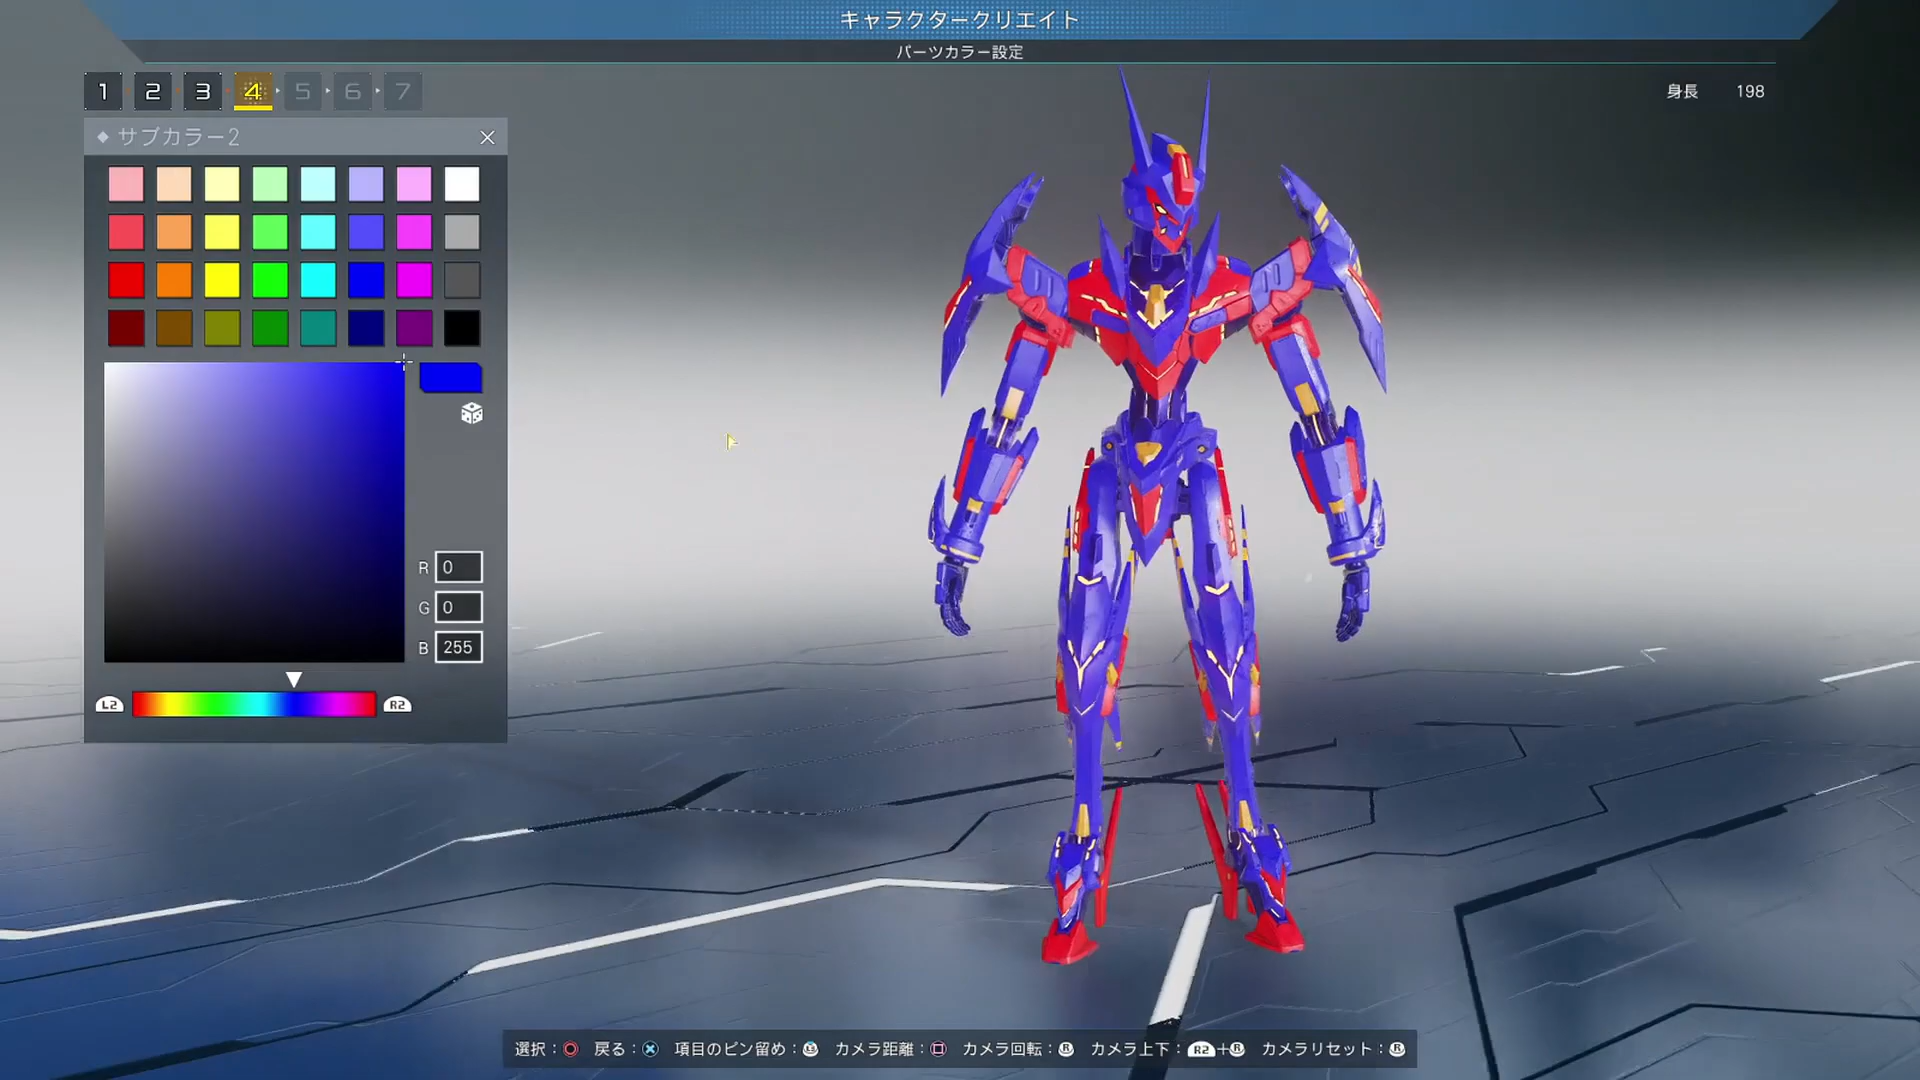 キャラクタークリエイト
パーツカラー設定
1 2 3 4 5 6 7
身長 198
サブカラー2
R 0
G 0
B 255
L2 R2
選択： 戻る： 項目のピン留め： カメラ距離： カメラ回転：R カメラ上下：R2+R カメラリセット：R